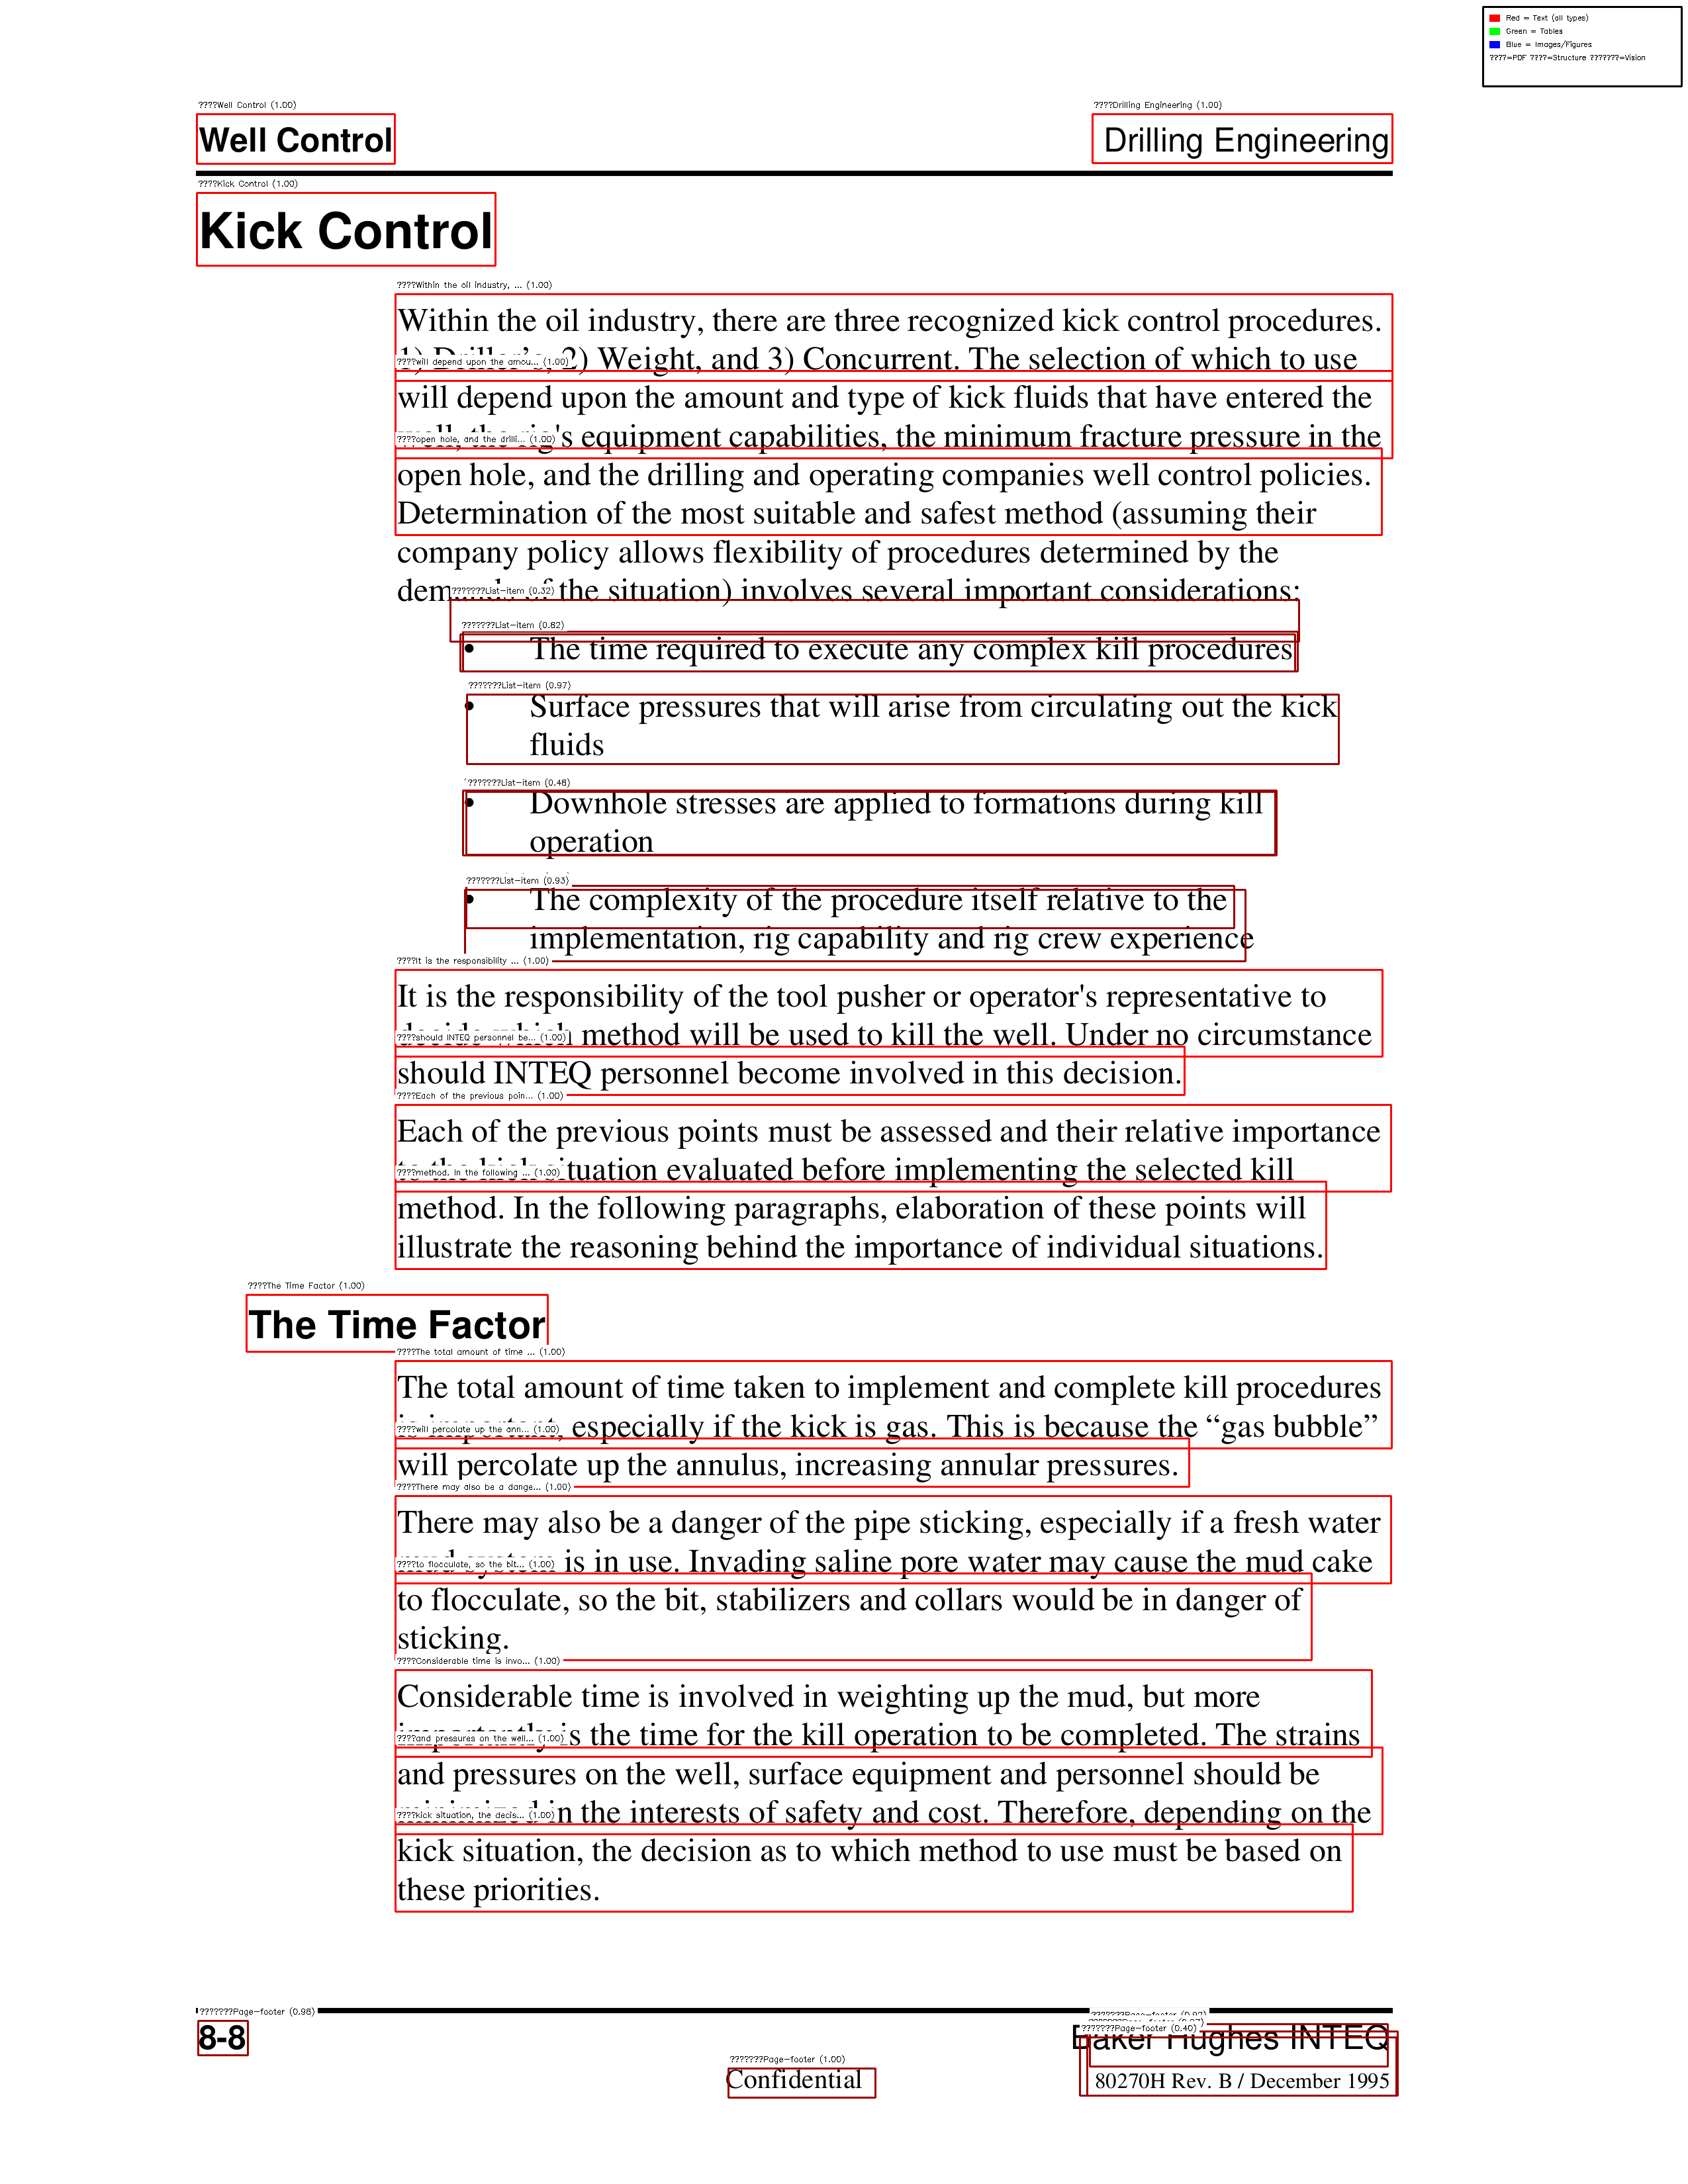 Red = Text (all types)
Green = Tables
Blue = Images/Figures
????=PDF ????=Structure ???????=Vision
????Well Control (1.00)
????Drilling Engineering (1.00)
Well Control
Drilling Engineering
????Kick Control (1.00)
Kick Control
????Within the oil industry, ... (1.00)
Within the oil industry, there are three recognized kick control procedures.
1) Driller's, 2) Weight, and 3) Concurrent. The selection of which to use
????will depend upon the amou... (1.00)
will depend upon the amount and type of kick fluids that have entered the
well, the rig's equipment capabilities, the minimum fracture pressure in the
????open hole, and the drilli... (1.00)
open hole, and the drilling and operating companies well control policies.
Determination of the most suitable and safest method (assuming their
company policy allows flexibility of procedures determined by the
demands of the situation) involves several important considerations:
???????List-item (0.32)
???????List-item (0.82)
• The time required to execute any complex kill procedures
???????List-item (0.97)
• Surface pressures that will arise from circulating out the kick
fluids
???????List-item (0.48)
• Downhole stresses are applied to formations during kill
operation
???????List-item (0.93)
• The complexity of the procedure itself relative to the
implementation, rig capability and rig crew experience
????It is the responsibility ... (1.00)
It is the responsibility of the tool pusher or operator's representative to
decide which method will be used to kill the well. Under no circumstance
????should INTEQ personnel be... (1.00)
should INTEQ personnel become involved in this decision.
????Each of the previous poin... (1.00)
Each of the previous points must be assessed and their relative importance
to the kick situation evaluated before implementing the selected kill
????method. In the following ... (1.00)
method. In the following paragraphs, elaboration of these points will
illustrate the reasoning behind the importance of individual situations.
????The Time Factor (1.00)
The Time Factor
????The total amount of time ... (1.00)
The total amount of time taken to implement and complete kill procedures
is important, especially if the kick is gas. This is because the “gas bubble”
????will percolate up the ann... (1.00)
will percolate up the annulus, increasing annular pressures.
????There may also be a dange... (1.00)
There may also be a danger of the pipe sticking, especially if a fresh water
mud system is in use. Invading saline pore water may cause the mud cake
????to flocculate, so the bit... (1.00)
to flocculate, so the bit, stabilizers and collars would be in danger of
sticking.
????Considerable time is invo... (1.00)
Considerable time is involved in weighting up the mud, but more
importantly is the time for the kill operation to be completed. The strains
????and pressures on the well... (1.00)
and pressures on the well, surface equipment and personnel should be
minimized in the interests of safety and cost. Therefore, depending on the
????kick situation, the decis... (1.00)
kick situation, the decision as to which method to use must be based on
these priorities.
???????Page-footer (0.98)
8-8
???????Page-footer (0.40)
Baker Hughes INTEQ
???????Page-footer (1.00)
Confidential
80270H Rev. B / December 1995